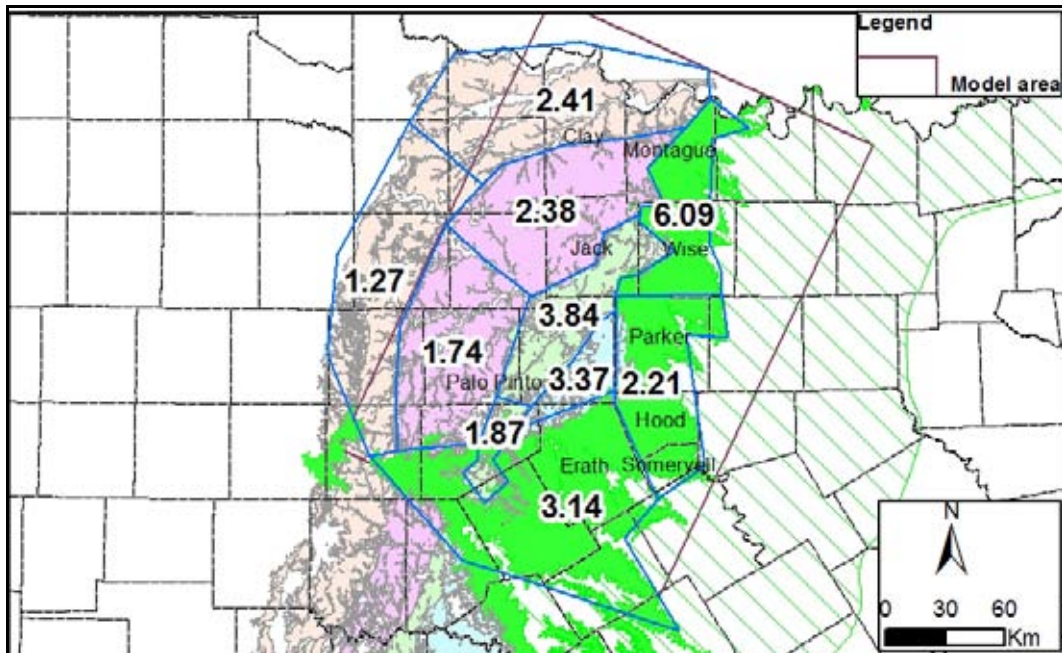 Legend
Model area
2.41
Clay
Montague
2.38
6.09
Jack
Wise
1.27
3.84
Parker
1.74
Palo Pinto
3.37
2.21
1.87
Hood
Erath
Somervell
3.14
N
0 30 60
Km